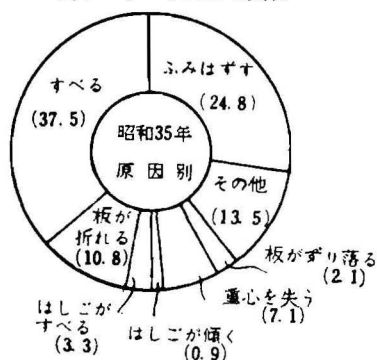 すべる
(37.5)
ふみはずす
(24.8)
昭和35年
原因別
その他
(13.5)
板が
折れる
(10.8)
板がずり落る
(2.1)
重心を失う
(7.1)
はしごが
すべる
(3.3)
はしごが傾く
(0.9)